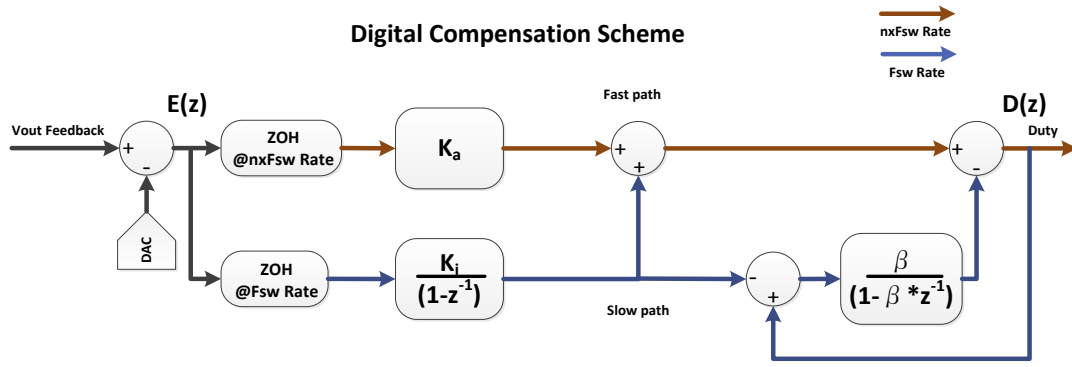 Digital Compensation Scheme
nxFsw Rate
Fsw Rate
E(z)
Fast path
D(z)
Vout Feedback
Duty
+
-
DAC
ZOH
@nxFsw Rate
Kₐ
+
+
+
-
ZOH
@Fsw Rate
Kᵢ
(1-z⁻¹)
Slow path
-
+
β
(1- β *z⁻¹)